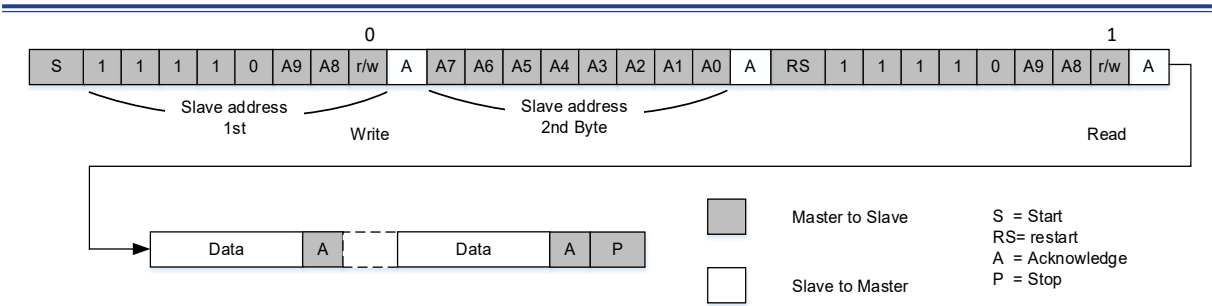 0 1
S 1 1 1 1 0 A9 A8 r/w A A7 A6 A5 A4 A3 A2 A1 A0 A RS 1 1 1 1 0 A9 A8 r/w A
Slave address
1st
Slave address
2nd Byte
Write
Read
Data A Data A P
Master to Slave
Slave to Master
S = Start
RS= restart
A = Acknowledge
P = Stop